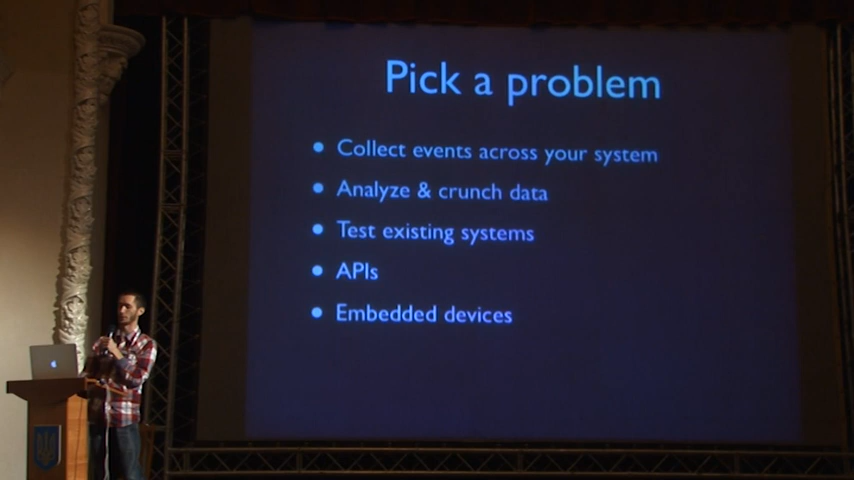 Pick a problem
Collect events across your system
Analyze & crunch data
Test existing systems
APIs
Embedded devices